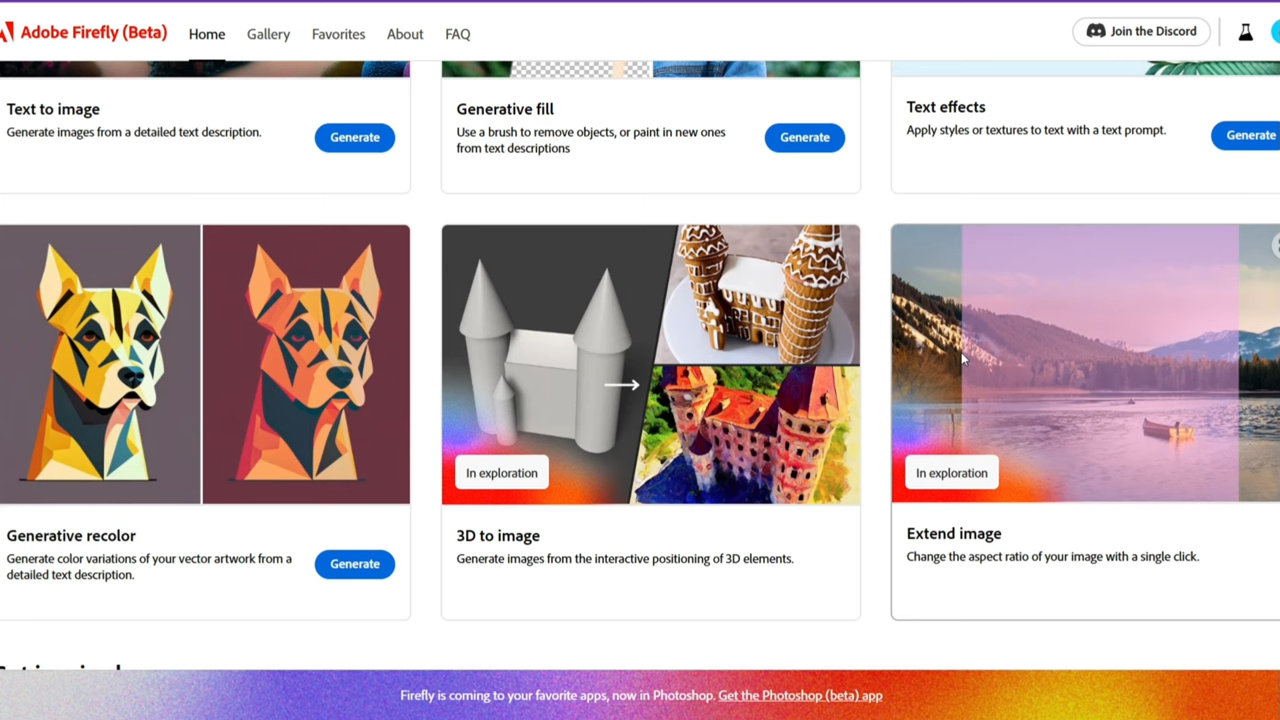 Adobe Firefly (Beta)
Home
Gallery
Favorites
About
FAQ
Join the Discord
Text to image
Generate images from a detailed text description.
Generate
Generative fill
Use a brush to remove objects, or paint in new ones
from text descriptions
Generate
Text effects
Apply styles or textures to text with a text prompt.
Generate
Generative recolor
Generate color variations of your vector artwork from a
detailed text description.
Generate
In exploration
3D to image
Generate images from the interactive positioning of 3D elements.
In exploration
Extend image
Change the aspect ratio of your image with a single click.
Firefly is coming to your favorite apps, now in Photoshop. Get the Photoshop (beta) app